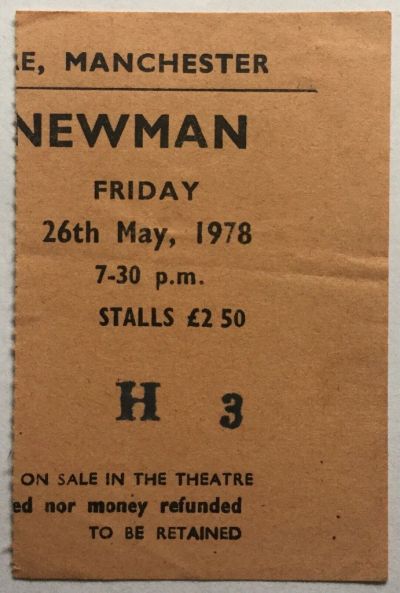 RE, MANCHESTER
NEWMAN
FRIDAY
26th May, 1978
7-30 p.m.
STALLS £2 50
H 3
ON SALE IN THE THEATRE
ed nor money refunded
TO BE RETAINED